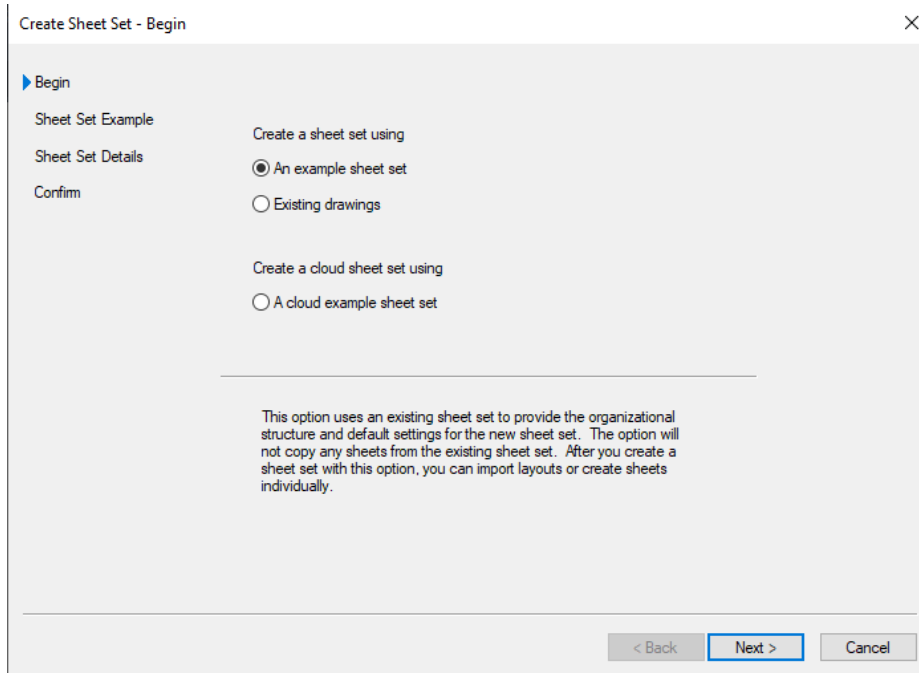 Create Sheet Set - Begin
Begin
Sheet Set Example
Sheet Set Details
Confirm
Create a sheet set using
An example sheet set
Existing drawings
Create a cloud sheet set using
A cloud example sheet set
This option uses an existing sheet set to provide the organizational
structure and default settings for the new sheet set.  The option will
not copy any sheets from the existing sheet set.  After you create a
sheet set with this option, you can import layouts or create sheets
individually.
< Back
Next >
Cancel